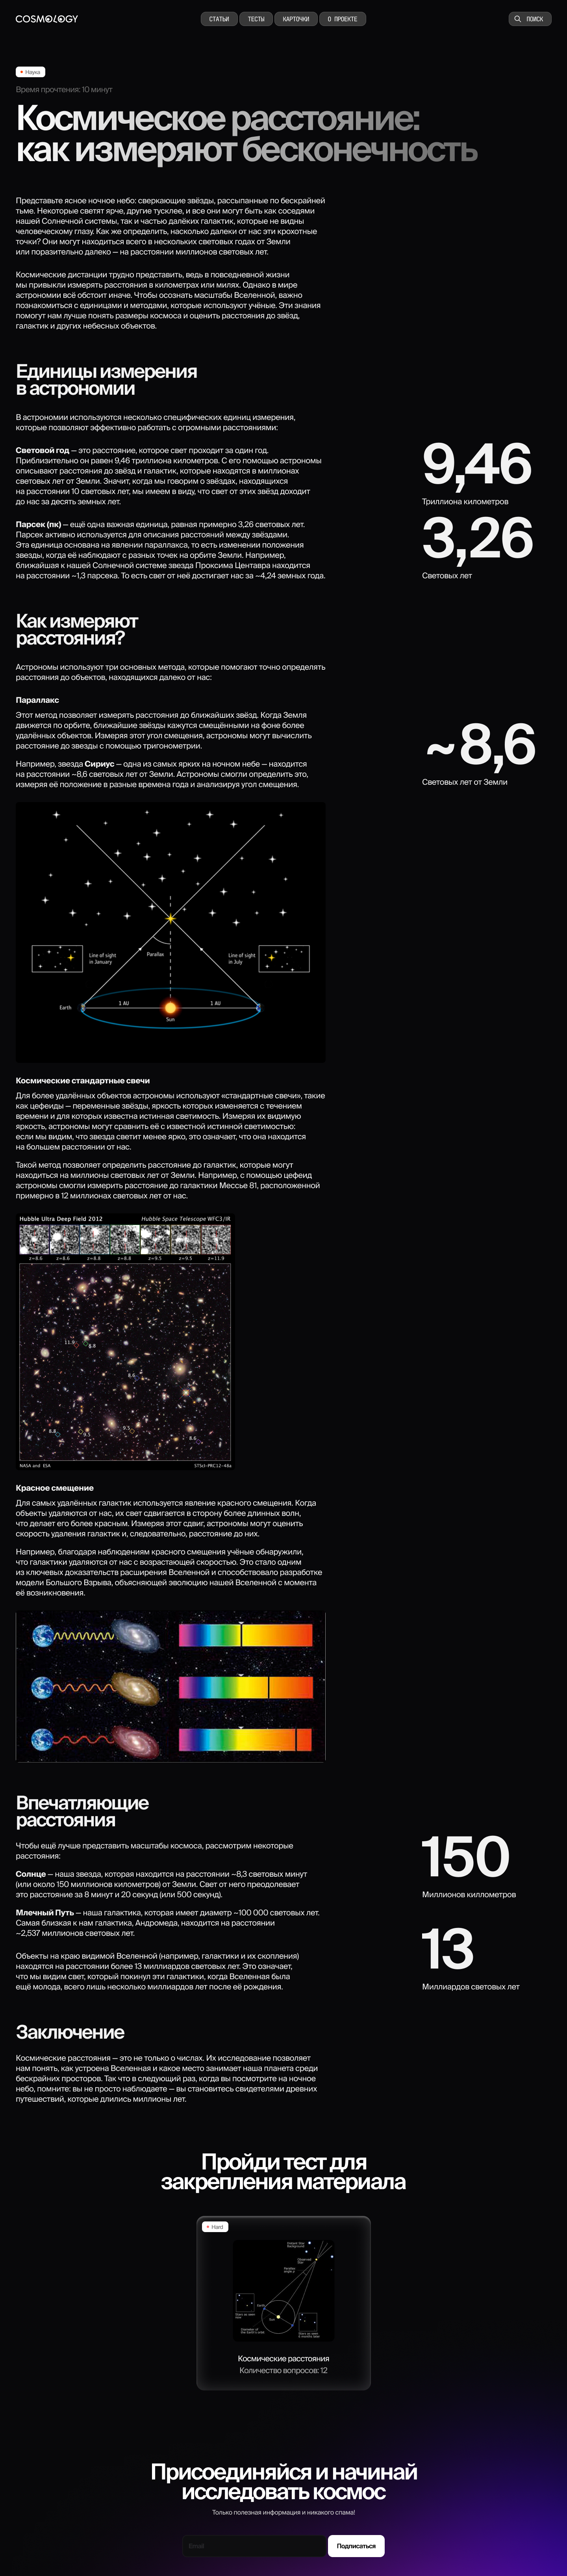 COSMOLOGY
СТАТЬИ
ТЕСТЫ
КАРТОЧКИ
О ПРОЕКТЕ
ПОИСК
Наука
Время прочтения: 10 минут
Космическое расстояние:
как измеряют бесконечность
Представьте ясное ночное небо: сверкающие звёзды, рассыпанные по бескрайней
тьме. Некоторые светят ярче, другие тусклее, и все они могут быть как соседями
нашей Солнечной системы, так и частью далёких галактик, которые не видны
человеческому глазу. Как же определить, насколько далеки от нас эти крохотные
точки? Они могут находиться всего в нескольких световых годах от Земли
или поразительно далеко — на расстоянии миллионов световых лет.
Космические дистанции трудно представить, ведь в повседневной жизни
мы привыкли измерять расстояния в километрах или милях. Однако в мире
астрономии всё обстоит иначе. Чтобы осознать масштабы Вселенной, важно
познакомиться с единицами и методами, которые используют учёные. Эти знания
помогут нам лучше понять размеры космоса и оценить расстояния до звёзд,
галактик и других небесных объектов.
Единицы измерения
в астрономии
В астрономии используются несколько специфических единиц измерения,
которые позволяют эффективно работать с огромными расстояниями:
Световой год — это расстояние, которое свет проходит за один год.
Приблизительно он равен 9,46 триллиона километров. С его помощью астрономы
описывают расстояния до звёзд и галактик, которые находятся в миллионах
световых лет от Земли. Значит, когда мы говорим о звёздах, находящихся
на расстоянии 10 световых лет, мы имеем в виду, что свет от этих звёзд доходит
до нас за десять земных лет.
9,46
Триллиона километров
Парсек (пк) — ещё одна важная единица, равная примерно 3,26 световых лет.
Парсек активно используется для описания расстояний между звёздами.
Эта единица основана на явлении параллакса, то есть изменении положения
звезды, когда её наблюдают с разных точек на орбите Земли. Например,
ближайшая к нашей Солнечной системе звезда Проксима Центавра находится
на расстоянии ~1,3 парсека. То есть свет от неё достигает нас за ~4,24 земных года.
3,26
Световых лет
Как измеряют
расстояния?
Астрономы используют три основных метода, которые помогают точно определять
расстояния до объектов, находящихся далеко от нас:
Параллакс
Этот метод позволяет измерять расстояния до ближайших звёзд. Когда Земля
движется по орбите, ближайшие звёзды кажутся смещёнными на фоне более
удалённых объектов. Измеряя этот угол смещения, астрономы могут вычислить
расстояние до звезды с помощью тригонометрии.
Например, звезда Сириус — одна из самых ярких на ночном небе — находится
на расстоянии ~8,6 световых лет от Земли. Астрономы смогли определить это,
измеряя её положение в разные времена года и анализируя угол смещения.
~8,6
Световых лет от Земли
Line of sight
in January
Parallax
Line of sight
in July
Earth
1 AU
1 AU
Sun
Космические стандартные свечи
Для более удалённых объектов астрономы используют «стандартные свечи», такие
как цефеиды — переменные звёзды, яркость которых изменяется с течением
времени и для которых известна истинная светимость. Измеряя их видимую
яркость, астрономы могут сравнить её с известной истинной светимостью:
если мы видим, что звезда светит менее ярко, это означает, что она находится
на большем расстоянии от нас.
Такой метод позволяет определить расстояние до галактик, которые могут
находиться на миллионы световых лет от Земли. Например, с помощью цефеид
астрономы смогли измерить расстояние до галактики Мессье 81, расположенной
примерно в 12 миллионах световых лет от нас.
Hubble Ultra Deep Field 2012
Hubble Space Telescope WFC3/IR
z=8.6 z=8.6 z=8.8 z=8.8 z=9.5 z=9.5 z=11.9
11.9
8.8
8.6
8.8
9.5
9.5
8.6
NASA and ESA
STScI-PRC12-48a
Красное смещение
Для самых удалённых галактик используется явление красного смещения. Когда
объекты удаляются от нас, их свет сдвигается в сторону более длинных волн,
что делает его более красным. Измеряя этот сдвиг, астрономы могут оценить
скорость удаления галактик и, следовательно, расстояние до них.
Например, благодаря наблюдениям красного смещения учёные обнаружили,
что галактики удаляются от нас с возрастающей скоростью. Это стало одним
из ключевых доказательств расширения Вселенной и способствовало разработке
модели Большого Взрыва, объясняющей эволюцию нашей Вселенной с момента
её возникновения.
Впечатляющие
расстояния
Чтобы ещё лучше представить масштабы космоса, рассмотрим некоторые
расстояния:
Солнце — наша звезда, которая находится на расстоянии ~8,3 световых минут
(или около 150 миллионов километров) от Земли. Свет от него преодолевает
это расстояние за 8 минут и 20 секунд (или 500 секунд).
150
Миллионов киллометров
Млечный Путь — наша галактика, которая имеет диаметр ~100 000 световых лет.
Самая близкая к нам галактика, Андромеда, находится на расстоянии
~2,537 миллионов световых лет.
Объекты на краю видимой Вселенной (например, галактики и их скопления)
находятся на расстоянии более 13 миллиардов световых лет. Это означает,
что мы видим свет, который покинул эти галактики, когда Вселенная была
ещё молода, всего лишь несколько миллиардов лет после её рождения.
13
Миллиардов световых лет
Заключение
Космические расстояния — это не только о числах. Их исследование позволяет
нам понять, как устроена Вселенная и какое место занимает наша планета среди
бескрайних просторов. Так что в следующий раз, когда вы посмотрите на ночное
небо, помните: вы не просто наблюдаете — вы становитесь свидетелями древних
путешествий, которые длились миллионы лет.
Пройди тест для
закрепления материала
Hard
Космические расстояния
Количество вопросов: 12
Присоединяйся и начинай
исследовать космос
Только полезная информация и никакого спама!
Email
Подписаться